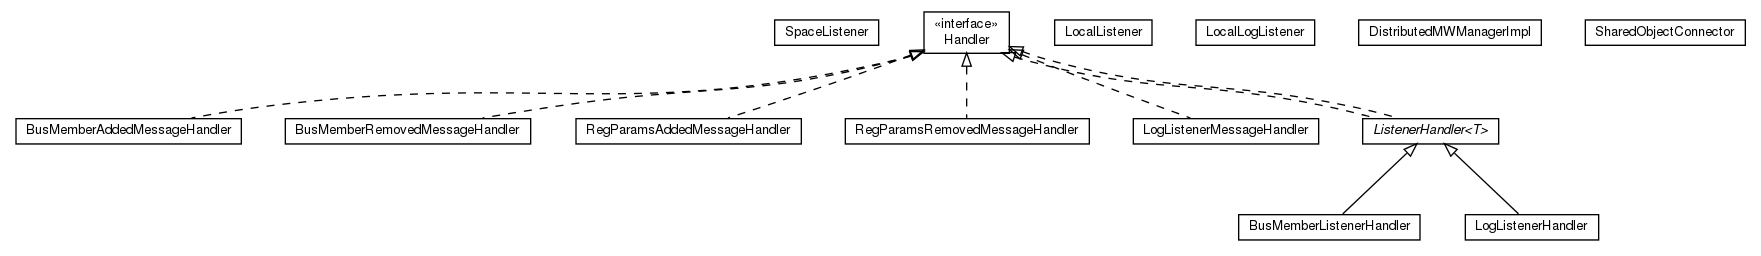 SpaceListener
«interface»
Handler
LocalListener
LocalLogListener
DistributedMWManagerImpl
SharedObjectConnector
BusMemberAddedMessageHandler
BusMemberRemovedMessageHandler
RegParamsAddedMessageHandler
RegParamsRemovedMessageHandler
LogListenerMessageHandler
ListenerHandler<T>
BusMemberListenerHandler
LogListenerHandler